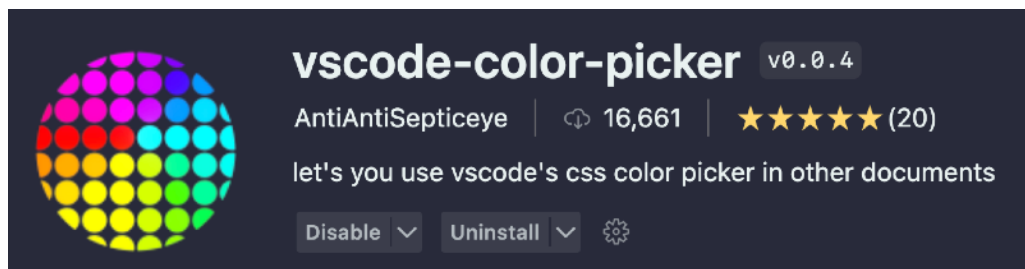 vscode-color-picker v0.0.4
AntiAntiSepticeye 16,661 (20)
let's you use vscode's css color picker in other documents
Disable Uninstall